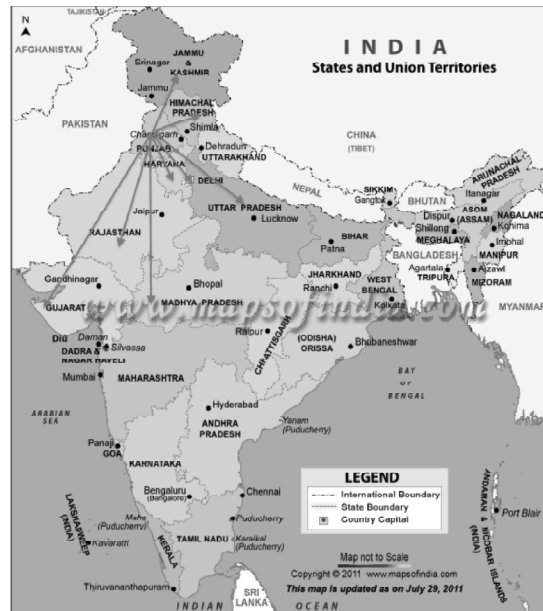 TAJIKISTAN
N
AFGHANISTAN
INDIA
States and Union Territories
JAMMU
&
KASHMIR
Srinagar
Jammu
HIMACHAL
PRADESH
PAKISTAN
Chandigarh
Shimla
PUNJAB
Dehradun
UTTARAKHAND
HARYANA
CHINA
(TIBET)
DELHI
ARUNACHAL
PRADESH
Itanagar
NEPAL
SIKKIM
Gangtok
BHUTAN
UTTAR PRADESH
Jaipur
Lucknow
RAJASTHAN
Dispur
ASOM
(ASSAM)
NAGALAND
Kohima
Shillong
MEGHALAYA
BIHAR
Patna
Imphal
MANIPUR
BANGLADESH
Gandhinagar
GUJARAT
Bhopal
MADHYA PRADESH
JHARKHAND
Ranchi
WEST
BENGAL
Kolkata
Agartala
TRIPURA
Aizawl
MIZORAM
MYANMAR
www.mapsofindia.com
Diu
Daman
Silvassa
DADRA &
NAGAR HAVELI
Raipur
CHHATTISGARH
(ODISHA)
ORISSA
Bhubaneshwar
Mumbai
MAHARASHTRA
BAY
OF
BENGAL
ARABIAN
SEA
Hyderabad
ANDHRA
PRADESH
Yanam
(Puducherry)
Panaji
GOA
KARNATAKA
Bengaluru
(Bangalore)
Chennai
LEGEND
International Boundary
State Boundary
Country Capital
LAKSHADWEEP
(INDIA)
Kavaratti
Mahe
(Puducherry)
Puducherry
KERALA
TAMIL NADU
Karaikal
(Puducherry)
ANDAMAN & NICOBAR ISLANDS
(INDIA)
Port Blair
Map not to Scale
Copyright © 2011 www.mapsofindia.com
Thiruvananthapuram
SRI
LANKA
This map is updated as on July 29, 2011
INDIAN OCEAN